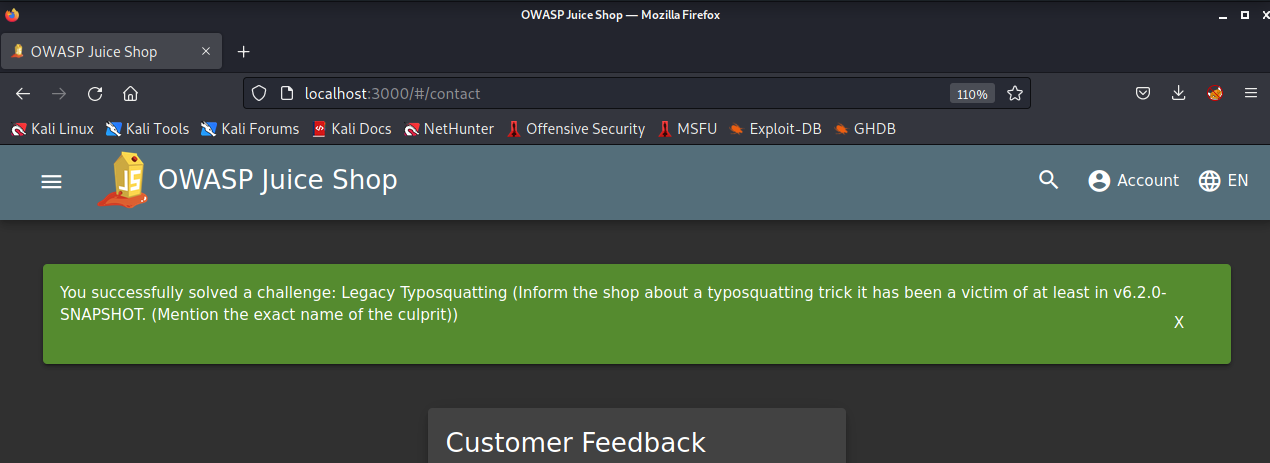 OWASP Juice Shop — Mozilla Firefox
OWASP Juice Shop
localhost:3000/#/contact 110%
Kali Linux Kali Tools Kali Forums Kali Docs NetHunter Offensive Security MSFU Exploit-DB GHDB
JS OWASP Juice Shop Account EN
You successfully solved a challenge: Legacy Typosquatting (Inform the shop about a typosquatting trick it has been a victim of at least in v6.2.0-
SNAPSHOT. (Mention the exact name of the culprit))
X
Customer Feedback